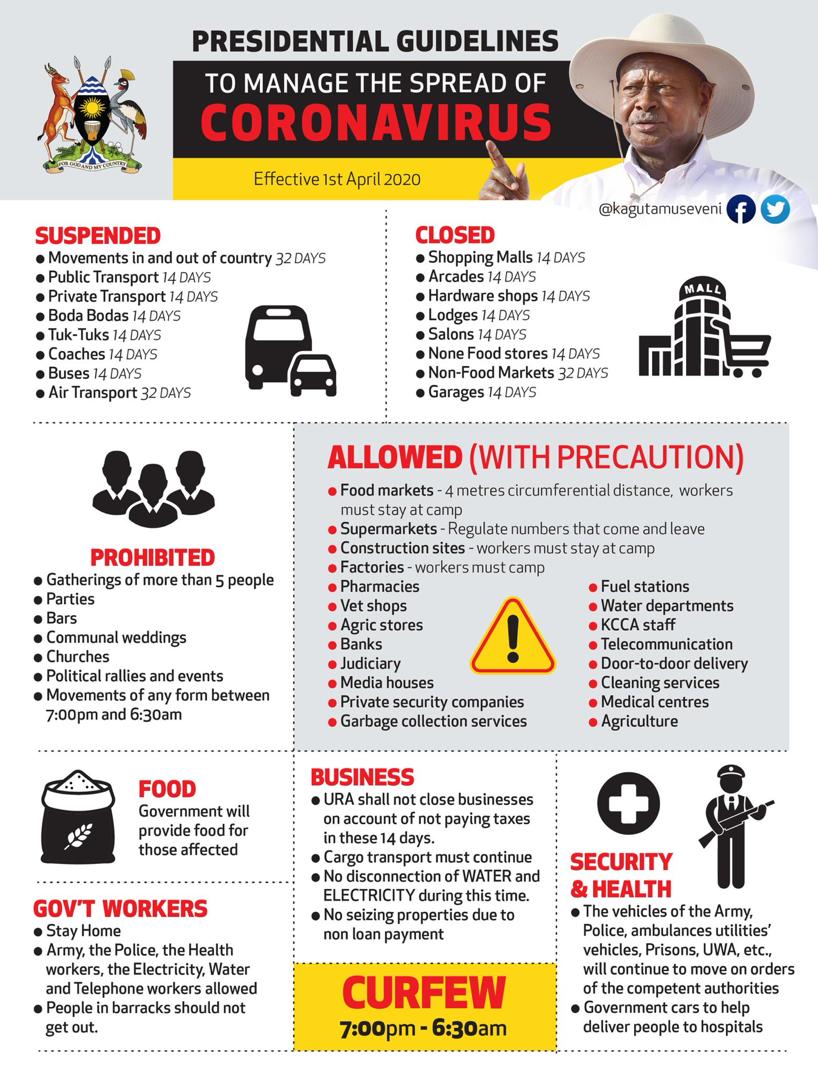 PRESIDENTIAL GUIDELINES
TO MANAGE THE SPREAD OF
CORONAVIRUS
Effective 1st April 2020
FOR GOD AND MY COUNTRY
@kagutamuseveni
SUSPENDED
● Movements in and out of country 32 DAYS
● Public Transport 14 DAYS
● Private Transport 14 DAYS
● Boda Bodas 14 DAYS
● Tuk-Tuks 14 DAYS
● Coaches 14 DAYS
● Buses 14 DAYS
● Air Transport 32 DAYS
CLOSED
● Shopping Malls 14 DAYS
● Arcades 14 DAYS
● Hardware shops 14 DAYS
● Lodges 14 DAYS
● Salons 14 DAYS
● None Food stores 14 DAYS
● Non-Food Markets 32 DAYS
● Garages 14 DAYS
MALL
PROHIBITED
● Gatherings of more than 5 people
● Parties
● Bars
● Communal weddings
● Churches
● Political rallies and events
● Movements of any form between
7:00pm and 6:30am
ALLOWED (WITH PRECAUTION)
● Food markets - 4 metres circumferential distance, workers
must stay at camp
● Supermarkets - Regulate numbers that come and leave
● Construction sites - workers must stay at camp
● Factories - workers must camp
● Pharmacies
● Vet shops
● Agric stores
● Banks
● Judiciary
● Media houses
● Private security companies
● Garbage collection services
● Fuel stations
● Water departments
● KCCA staff
● Telecommunication
● Door-to-door delivery
● Cleaning services
● Medical centres
● Agriculture
FOOD
Government will
provide food for
those affected
GOV'T WORKERS
● Stay Home
● Army, the Police, the Health
workers, the Electricity, Water
and Telephone workers allowed
● People in barracks should not
get out.
BUSINESS
● URA shall not close businesses
on account of not paying taxes
in these 14 days.
● Cargo transport must continue
● No disconnection of WATER and
ELECTRICITY during this time.
● No seizing properties due to
non loan payment
CURFEW
7:00pm - 6:30am
SECURITY
& HEALTH
● The vehicles of the Army,
Police, ambulances utilities'
vehicles, Prisons, UWA, etc.,
will continue to move on orders
of the competent authorities
● Government cars to help
deliver people to hospitals